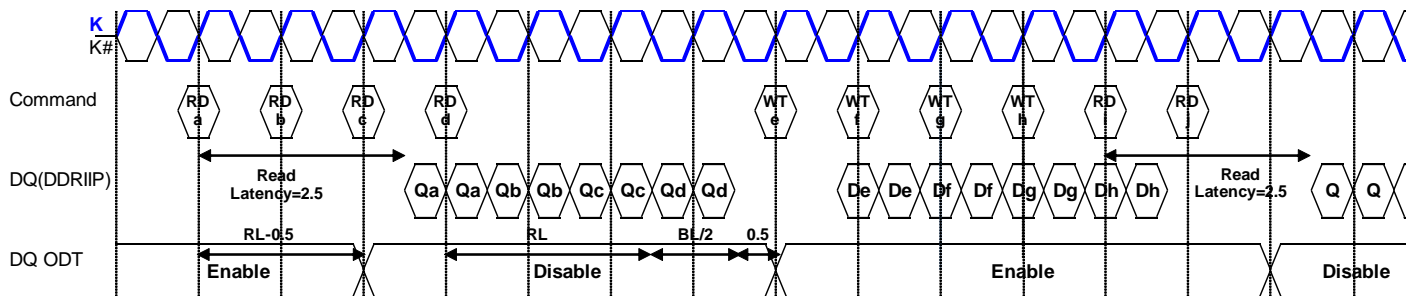 K
K#
Command
RD a RD b RD c RD d WT e WT f WT g WT h RD i RD j
DQ(DDRIIP)
Read
Latency=2.5
Qa Qa Qb Qb Qc Qc Qd Qd De De Df Df Dg Dg Dh Dh
Read
Latency=2.5
Q Q
DQ ODT
RL-0.5 RL BL/2 0.5
Enable Disable Enable Disable